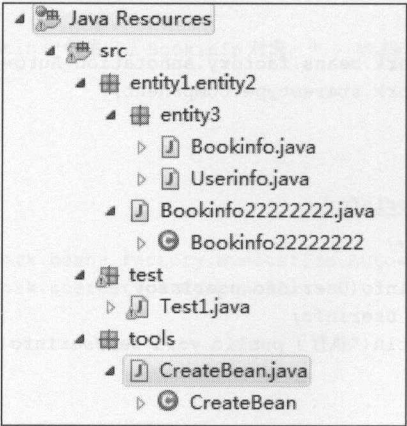 Java Resources
src
entity1.entity2
entity3
Bookinfo.java
Userinfo.java
Bookinfo22222222.java
Bookinfo22222222
test
Test1.java
tools
CreateBean.java
CreateBean